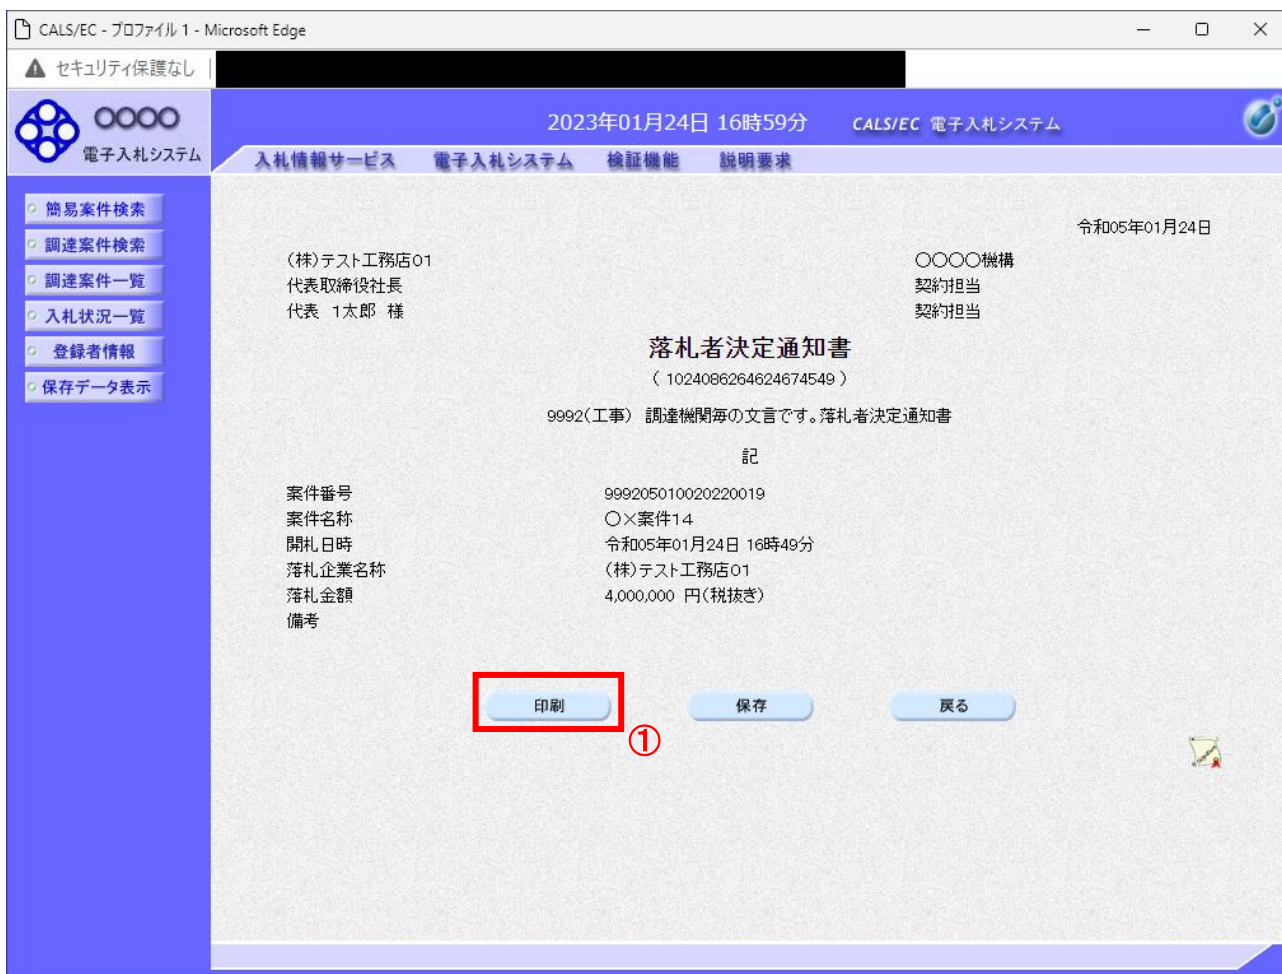 CALS/EC - プロファイル 1 - Microsoft Edge
セキュリティ保護なし
〇〇〇〇
電子入札システム
2023年01月24日 16時59分
CALS/EC 電子入札システム
入札情報サービス 電子入札システム 検証機能 説明要求
簡易案件検索
調達案件検索
調達案件一覧
入札状況一覧
登録者情報
保存データ表示
令和05年01月24日
(株)テスト工務店01
代表取締役社長
代表 1太郎 様
〇〇〇〇機構
契約担当
契約担当
落札者決定通知書
( 1024086264624674549 )
9992(工事) 調達機関毎の文言です。落札者決定通知書
記
案件番号 999205010020220019
案件名称 〇×案件14
開札日時 令和05年01月24日 16時49分
落札企業名称 (株)テスト工務店01
落札金額 4,000,000 円(税抜き)
備考
印刷 保存 戻る
①